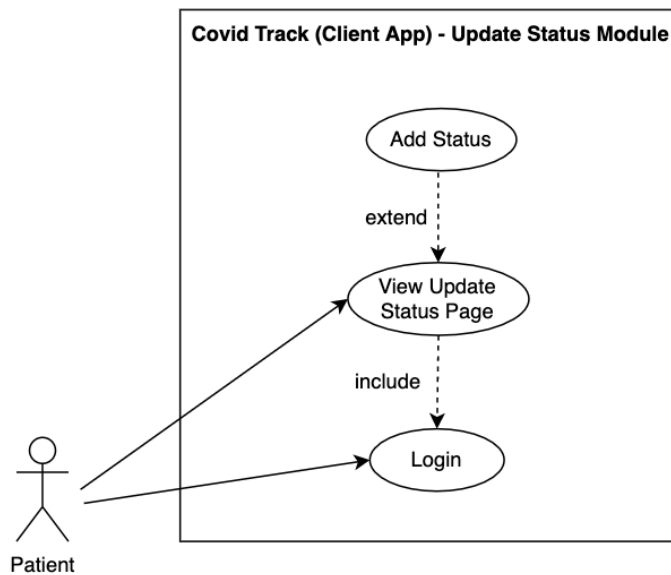 Covid Track (Client App) - Update Status Module
Add Status
extend
View Update
Status Page
include
Login
Patient